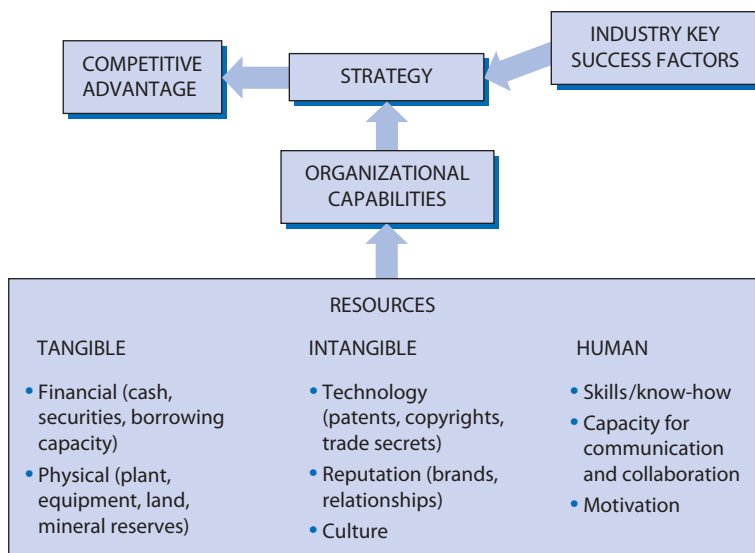 INDUSTRY KEY
SUCCESS FACTORS
COMPETITIVE
ADVANTAGE
STRATEGY
ORGANIZATIONAL
CAPABILITIES
RESOURCES
TANGIBLE
• Financial (cash,
securities, borrowing
capacity)
• Physical (plant,
equipment, land,
mineral reserves)
INTANGIBLE
• Technology
(patents, copyrights,
trade secrets)
• Reputation (brands,
relationships)
• Culture
HUMAN
• Skills/know-how
• Capacity for
communication
and collaboration
• Motivation